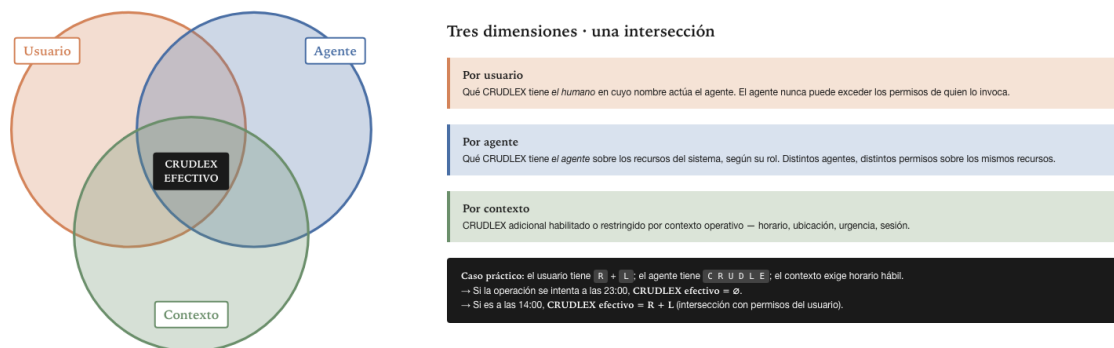 Usuario
Agente
CRUDLEX
EFECTIVO
Contexto
Tres dimensiones · una intersección
Por usuario
Qué CRUDLEX tiene el humano en cuyo nombre actúa el agente. El agente nunca puede exceder los permisos de quien lo invoca.
Por agente
Qué CRUDLEX tiene el agente sobre los recursos del sistema, según su rol. Distintos agentes, distintos permisos sobre los mismos recursos.
Por contexto
CRUDLEX adicional habilitado o restringido por contexto operativo — horario, ubicación, urgencia, sesión.
Caso práctico: el usuario tiene R + L; el agente tiene C R U D L E; el contexto exige horario hábil.
→ Si la operación se intenta a las 23:00, CRUDLEX efectivo = ∅.
→ Si es a las 14:00, CRUDLEX efectivo = R + L (intersección con permisos del usuario).